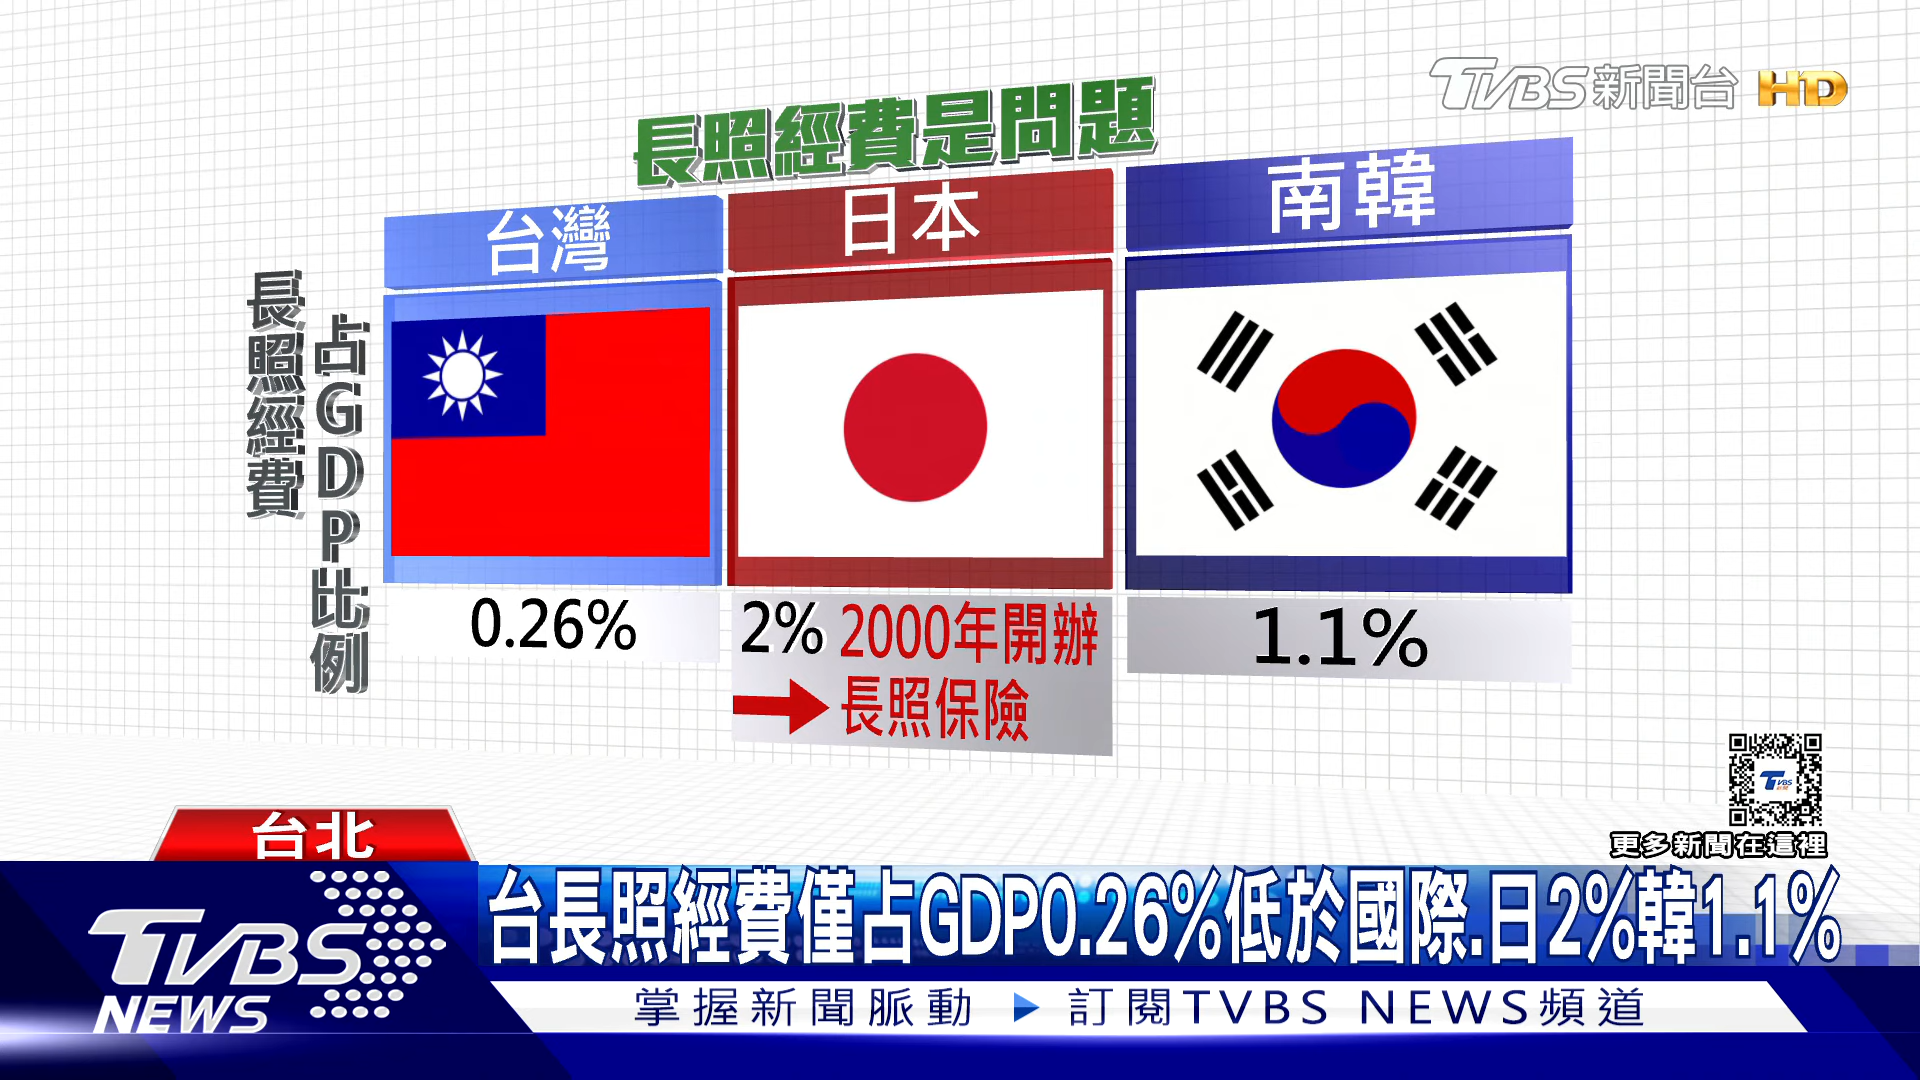 TVBS新聞台 HD
長照經費是問題
台灣
日本
南韓
長照經費
占GDP比例
0.26%
2% 2000年開辦
長照保險
1.1%
TVBS
新聞
更多新聞在這裡
台北
台長照經費僅占GDP0.26%低於國際.日2%韓1.1%
TVBS
NEWS
掌握新聞脈動 ▶ 訂閱TVBS NEWS頻道